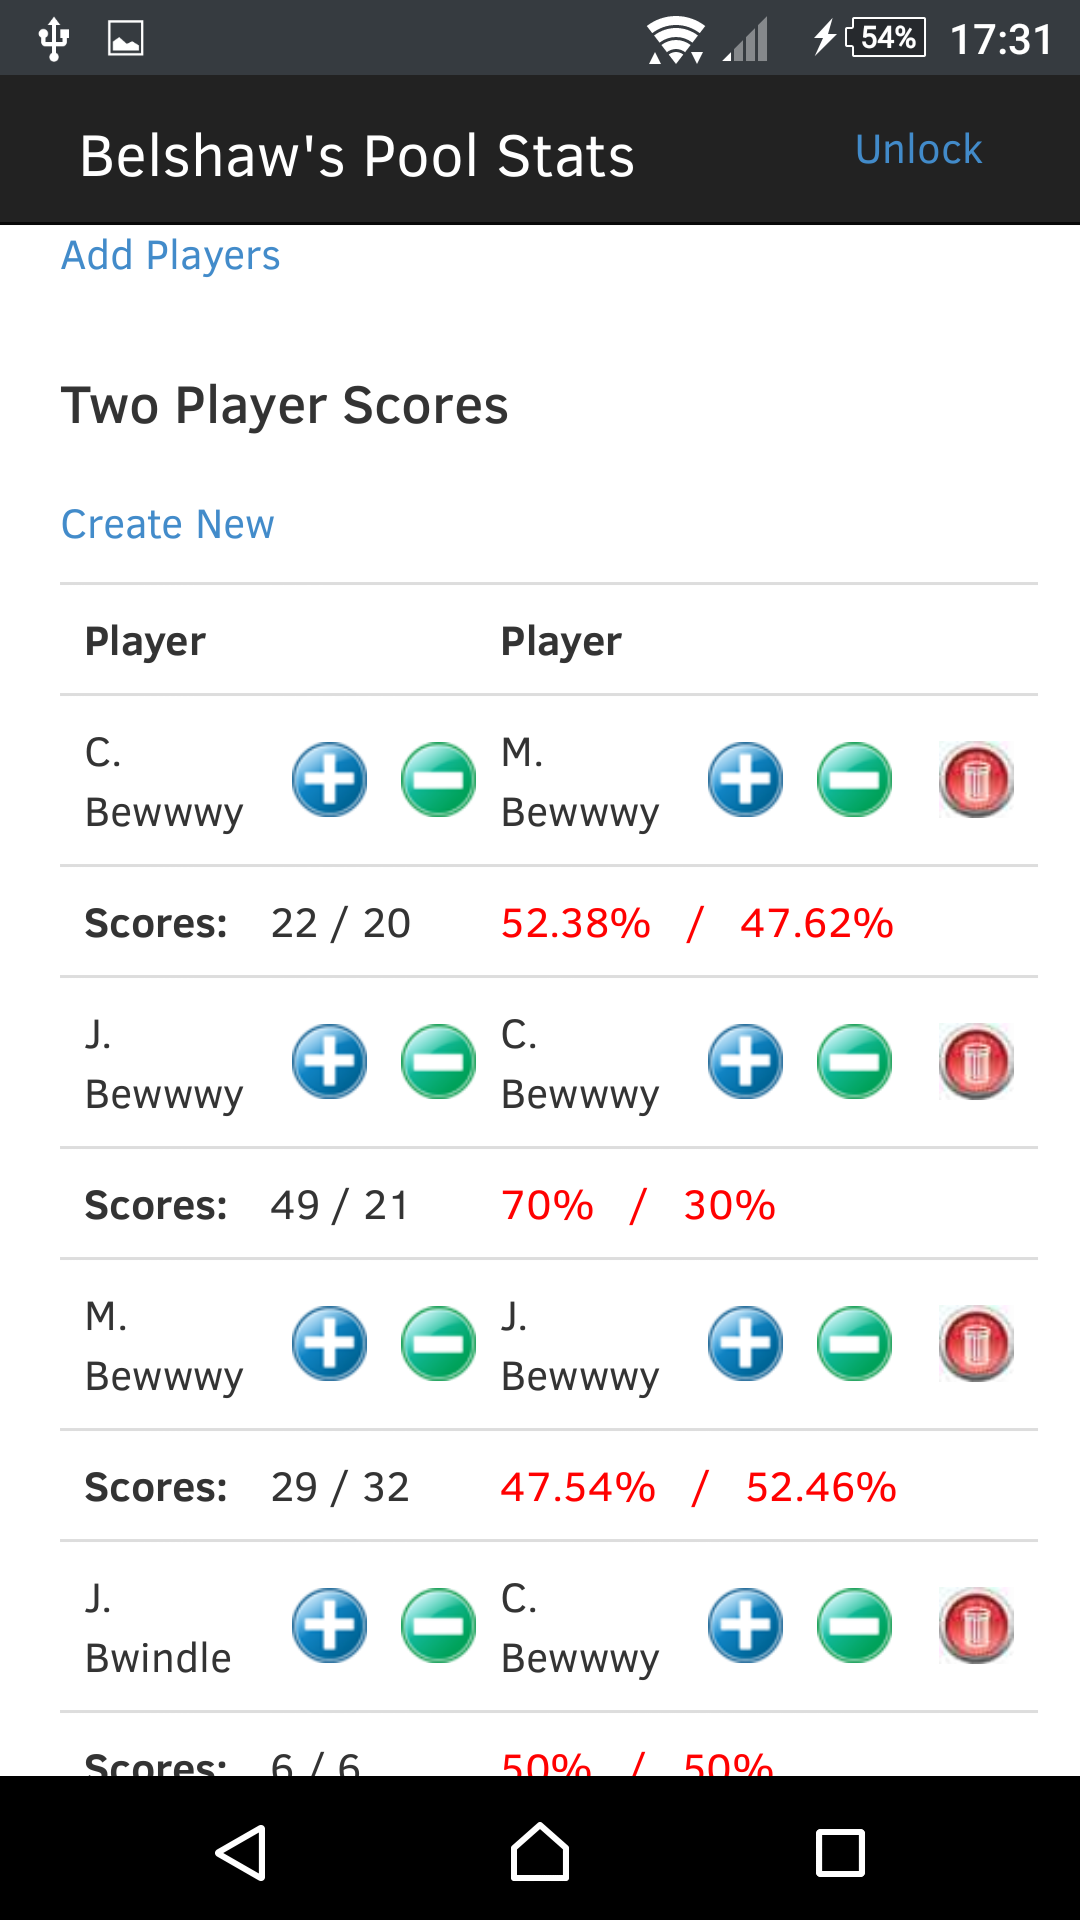 54% 17:31
Belshaw's Pool Stats Unlock
Add Players
Two Player Scores
Create New
Player Player
C. Bewwwy M. Bewwwy
Scores: 22 / 20 52.38% / 47.62%
J. Bewwwy C. Bewwwy
Scores: 49 / 21 70% / 30%
M. Bewwwy J. Bewwwy
Scores: 29 / 32 47.54% / 52.46%
J. Bwindle C. Bewwwy
Scores: 6 / 6 50% / 50%